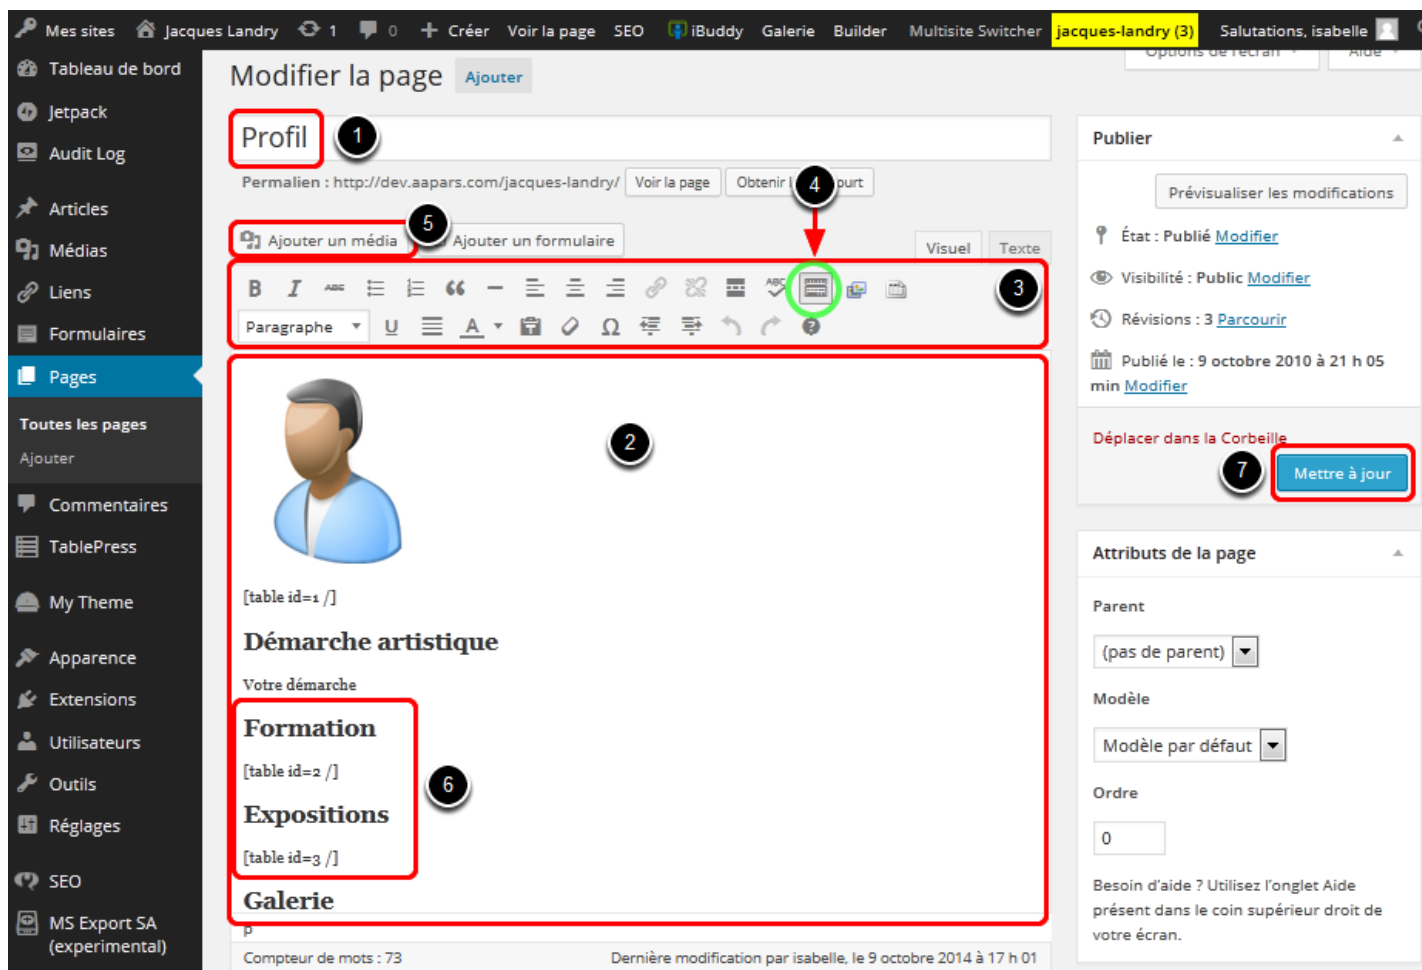 Mes sites Jacques Landry 1 0 + Créer Voir la page SEO iBuddy Galerie Builder Multisite Switcher jacques-landry (3) Salutations, isabelle
Tableau de bord
Jetpack
Audit Log
Articles
Médias
Liens
Formulaires
Pages
Toutes les pages
Ajouter
Commentaires
TablePress
My Theme
Apparence
Extensions
Utilisateurs
Outils
Réglages
SEO
MS Export SA
(experimental)
Options de l'écran Aide
Modifier la page Ajouter
Profil 1
Permalien : http://dev.aapars.com/jacques-landry/ Voir la page Obtenir 4 ourt
5
Ajouter un média Ajouter un formulaire Visuel Texte
B I ABC “ ABC 3
Paragraphe U A Ω ?
2
[table id=1 /]
Démarche artistique
Votre démarche
Formation
[table id=2 /]
6
Expositions
[table id=3 /]
Galerie
p
Compteur de mots : 73 Dernière modification par isabelle, le 9 octobre 2014 à 17 h 01
Publier
Prévisualiser les modifications
État : Publié Modifier
Visibilité : Public Modifier
Révisions : 3 Parcourir
Publié le : 9 octobre 2010 à 21 h 05
min Modifier
Déplacer dans la Corbeille
7 Mettre à jour
Attributs de la page
Parent
(pas de parent)
Modèle
Modèle par défaut
Ordre
0
Besoin d’aide ? Utilisez l’onglet Aide
présent dans le coin supérieur droit de
votre écran.